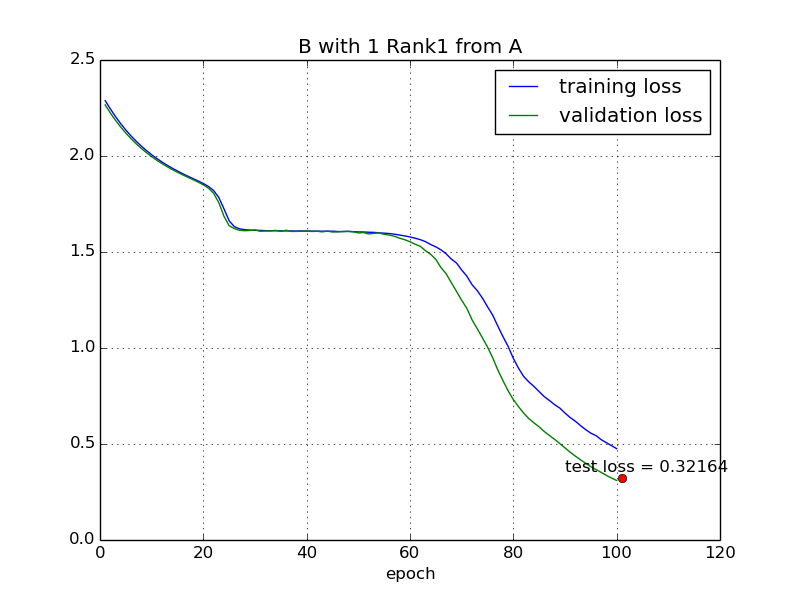 B with 1 Rank1 from A
training loss
validation loss
2.5
2.0
1.5
1.0
0.5
0.0
test loss = 0.32164
0 20 40 60 80 100 120
epoch